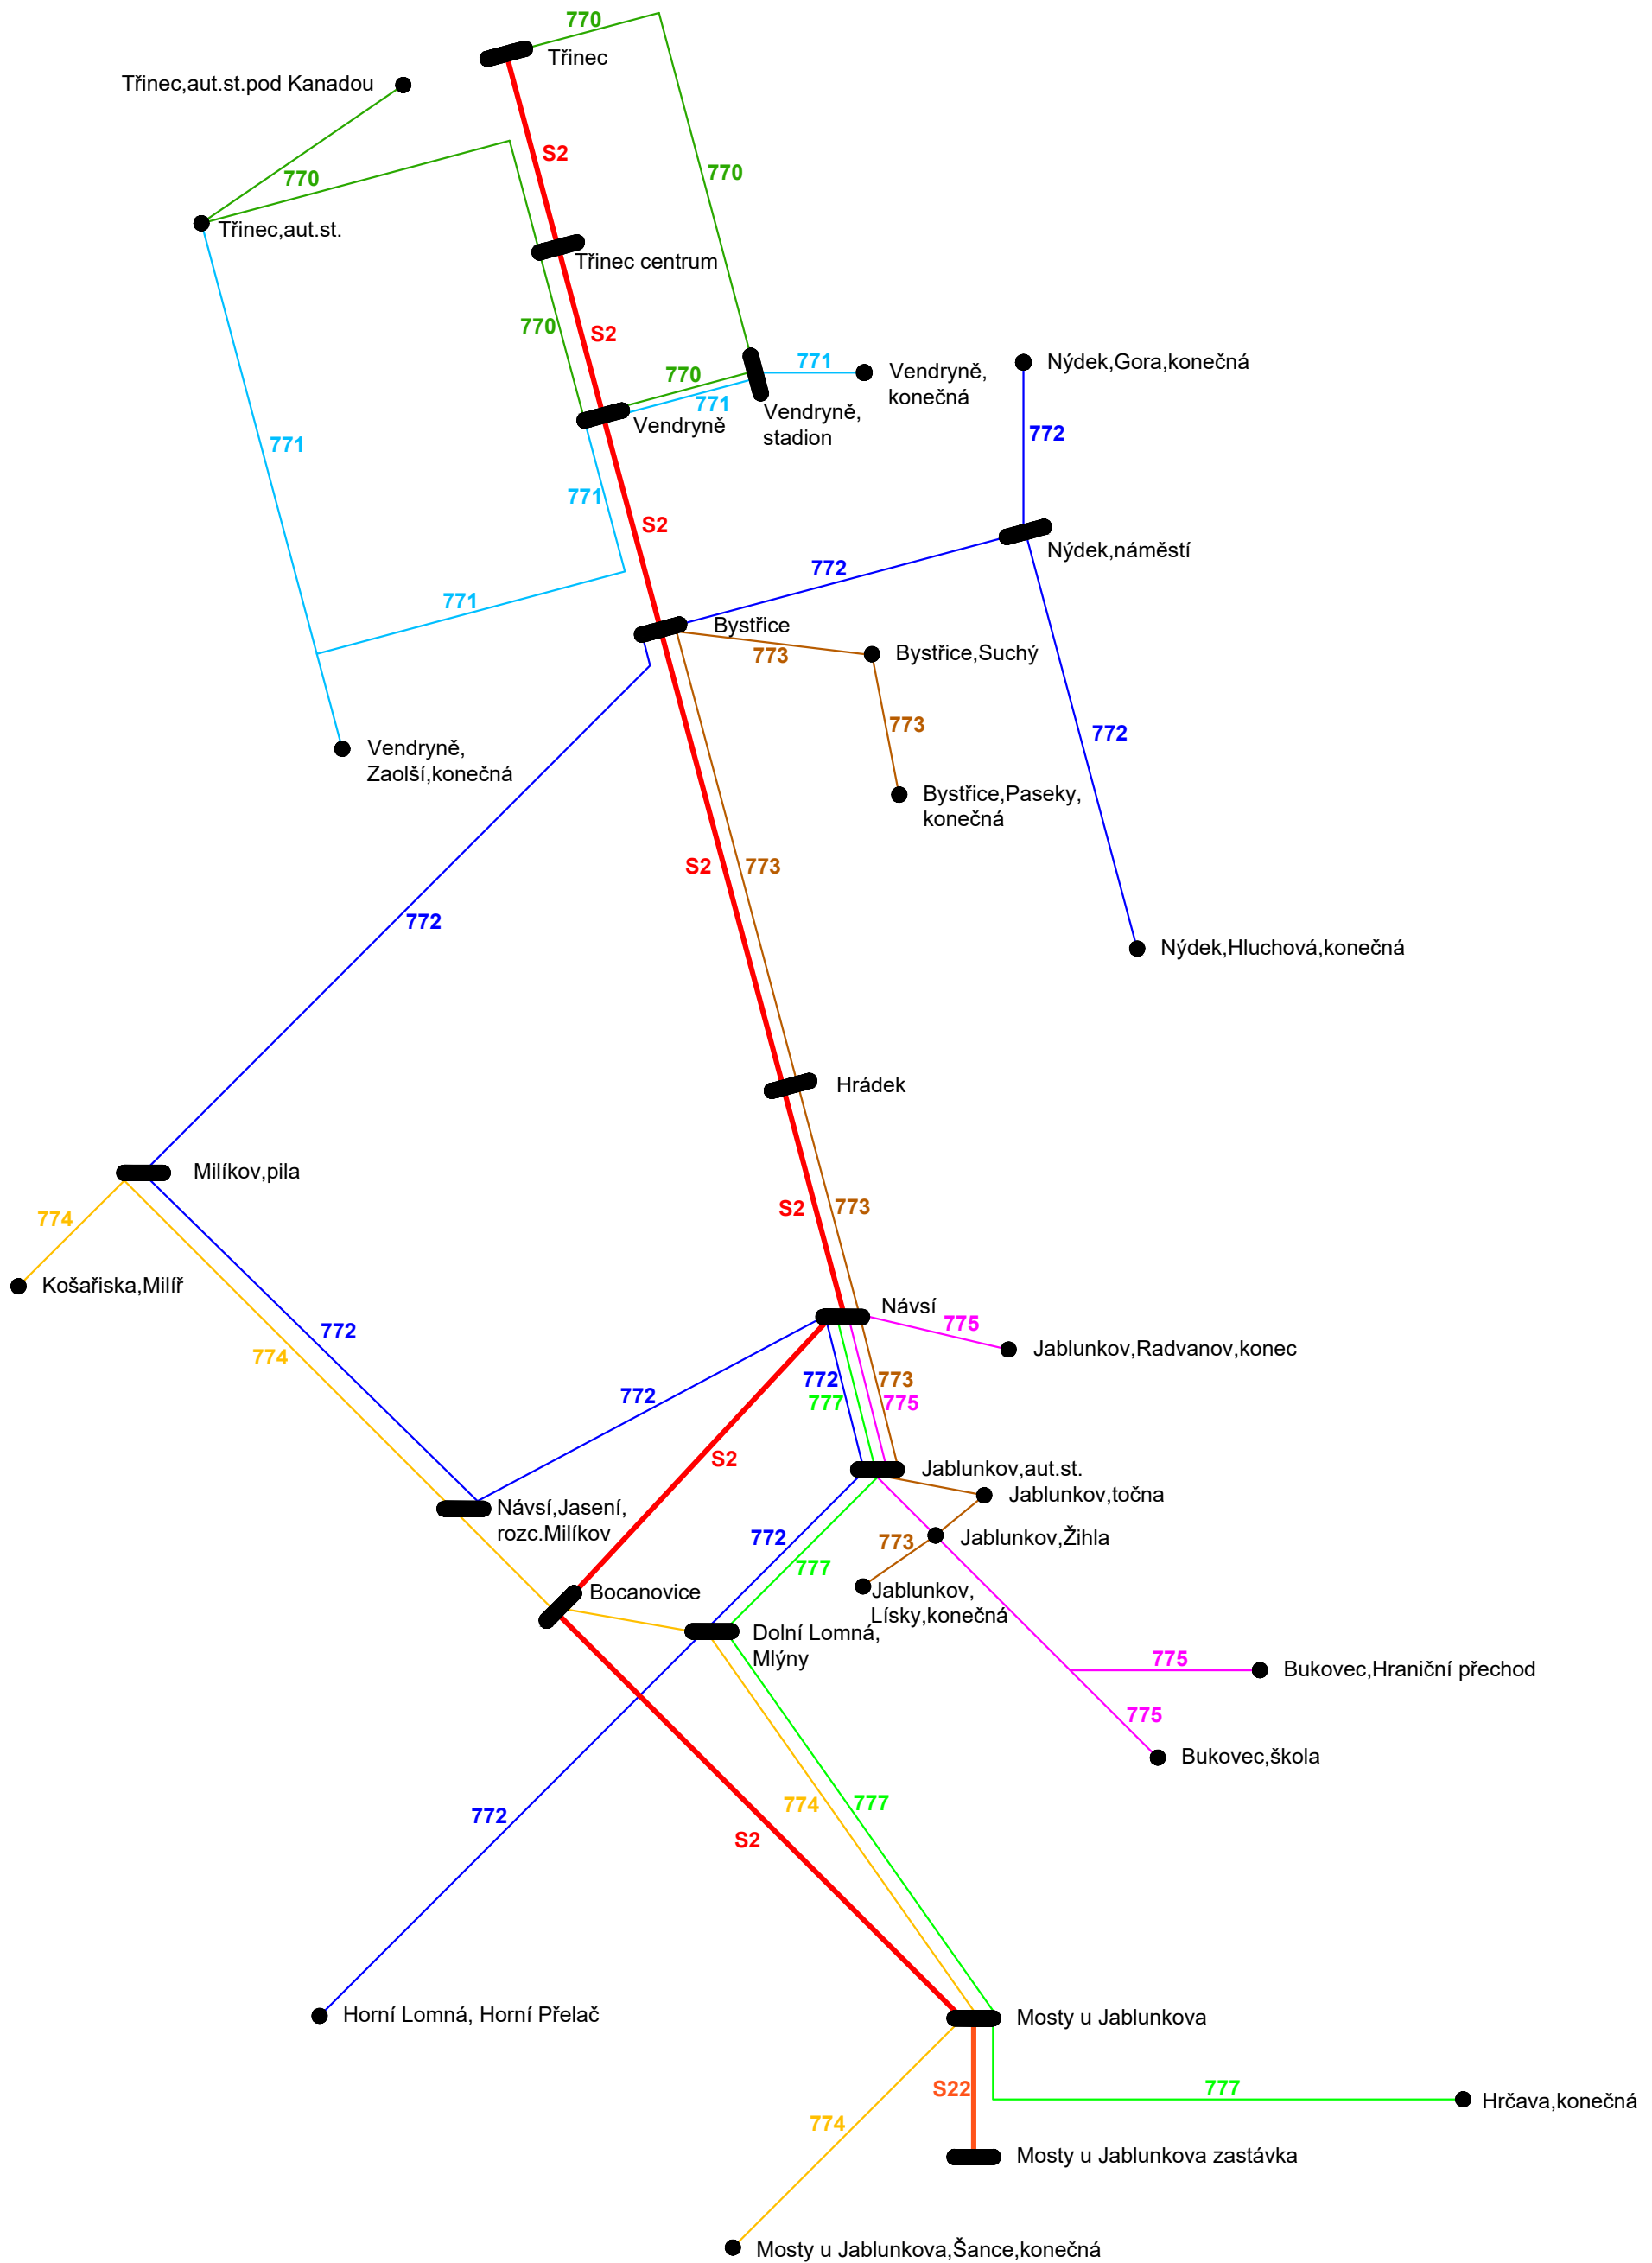 770
Třinec
Třinec,aut.st.pod Kanadou
S2
770
770
Třinec,aut.st.
Třinec centrum
770
S2
771
Vendryně,
konečná
Nýdek,Gora,konečná
770
771
Vendryně,
stadion
Vendryně
772
771
771
S2
Nýdek,náměstí
772
771
Bystřice
773
Bystřice,Suchý
773
772
Vendryně,
Zaolší,konečná
Bystřice,Paseky,
konečná
S2
773
772
Nýdek,Hluchová,konečná
Hrádek
Milíkov,pila
774
S2
773
Košařiska,Milíř
Návsí
775
772
774
Jablunkov,Radvanov,konec
772
772
773
777
775
S2
Jablunkov,aut.st.
Jablunkov,točna
Návsí,Jasení,
rozc.Milíkov
772
773
Jablunkov,Žihla
777
Bocanovice
Jablunkov,
Lísky,konečná
Dolní Lomná,
Mlýny
775
Bukovec,Hraniční přechod
775
Bukovec,škola
774
777
772
S2
Horní Lomná, Horní Přelač
Mosty u Jablunkova
S22
777
Hrčava,konečná
774
Mosty u Jablunkova zastávka
Mosty u Jablunkova,Šance,konečná